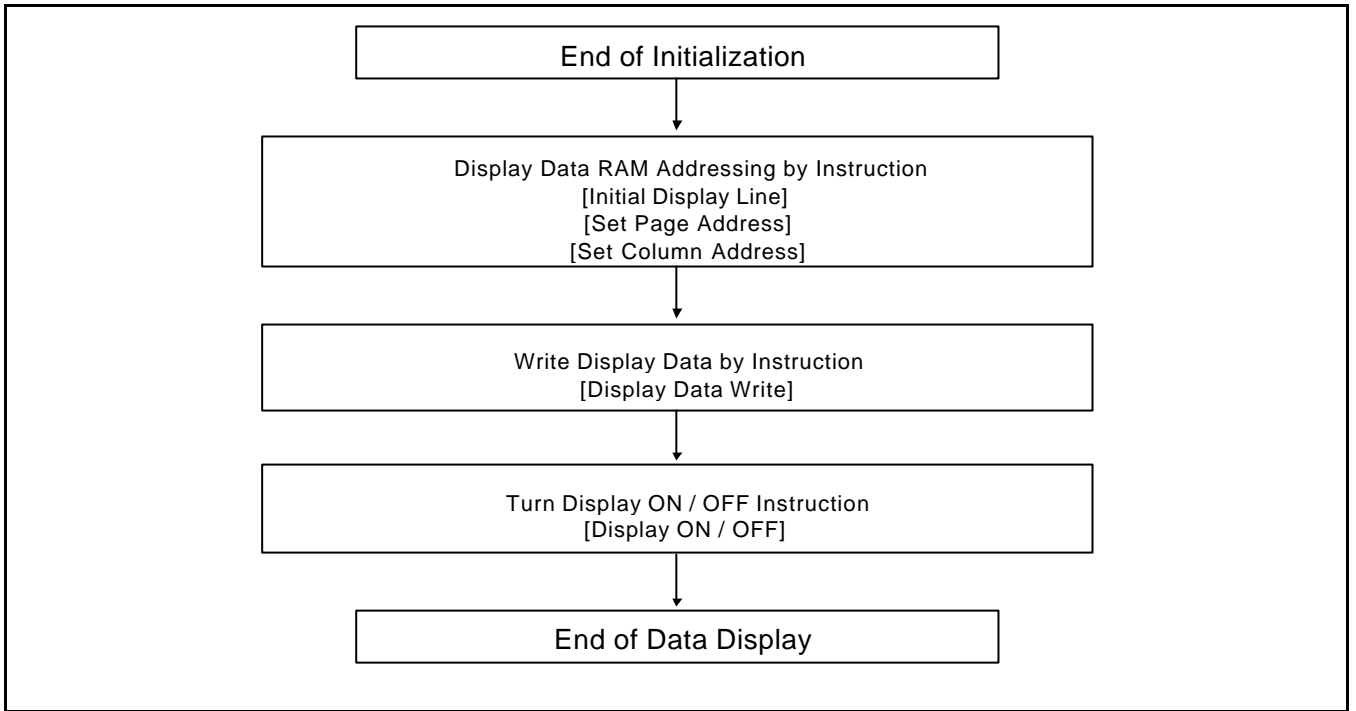 End of Initialization
Display Data RAM Addressing by Instruction
[Initial Display Line]
[Set Page Address]
[Set Column Address]
Write Display Data by Instruction
[Display Data Write]
Turn Display ON / OFF Instruction
[Display ON / OFF]
End of Data Display